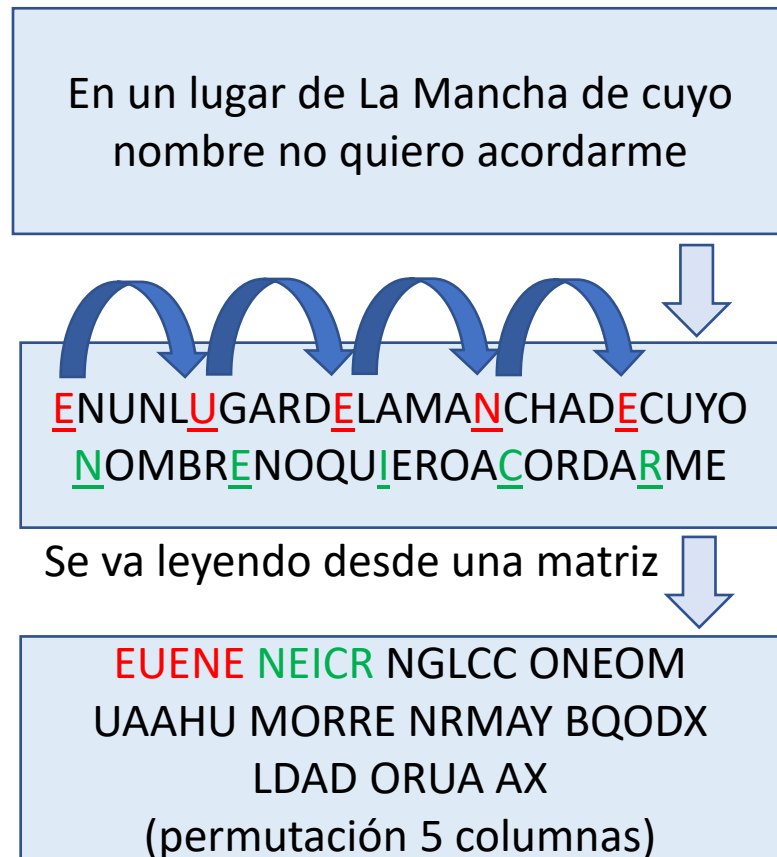 En un lugar de La Mancha de cuyo
nombre no quiero acordarme
ENUNLUGARDELAMANCHADECUYO
NOMBRENOQUIEROACORDARME
Se va leyendo desde una matriz
EUENE NEICR NGLCC ONEOM
UAAHU MORRE NRMAY BQODX
LDAD ORUA AX
(permutación 5 columnas)